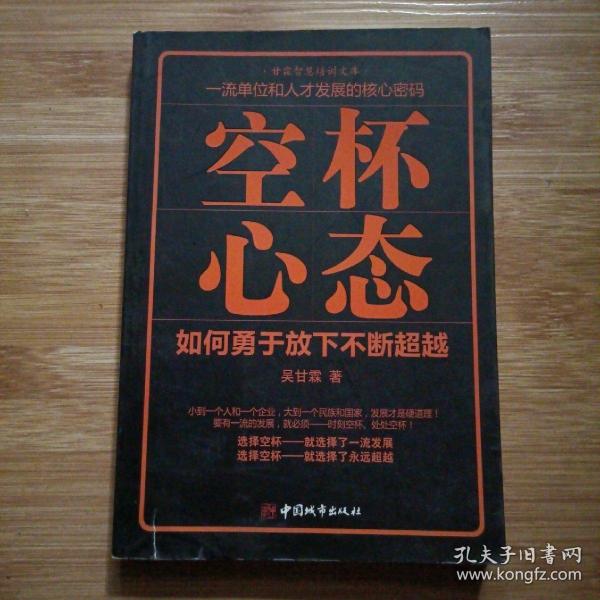 ·甘霖智慧培训文库·
一流单位和人才发展的核心密码
空杯
心态
如何勇于放下不断超越
吴甘霖 著
小到一个人和一个企业，大到一个民族和国家，发展才是硬道理！
要有一流的发展，就必须——时刻空杯、处处空杯！
选择空杯——就选择了一流发展
选择空杯——就选择了永远超越
中国城市出版社
孔夫子旧书网
www.kongfz.com